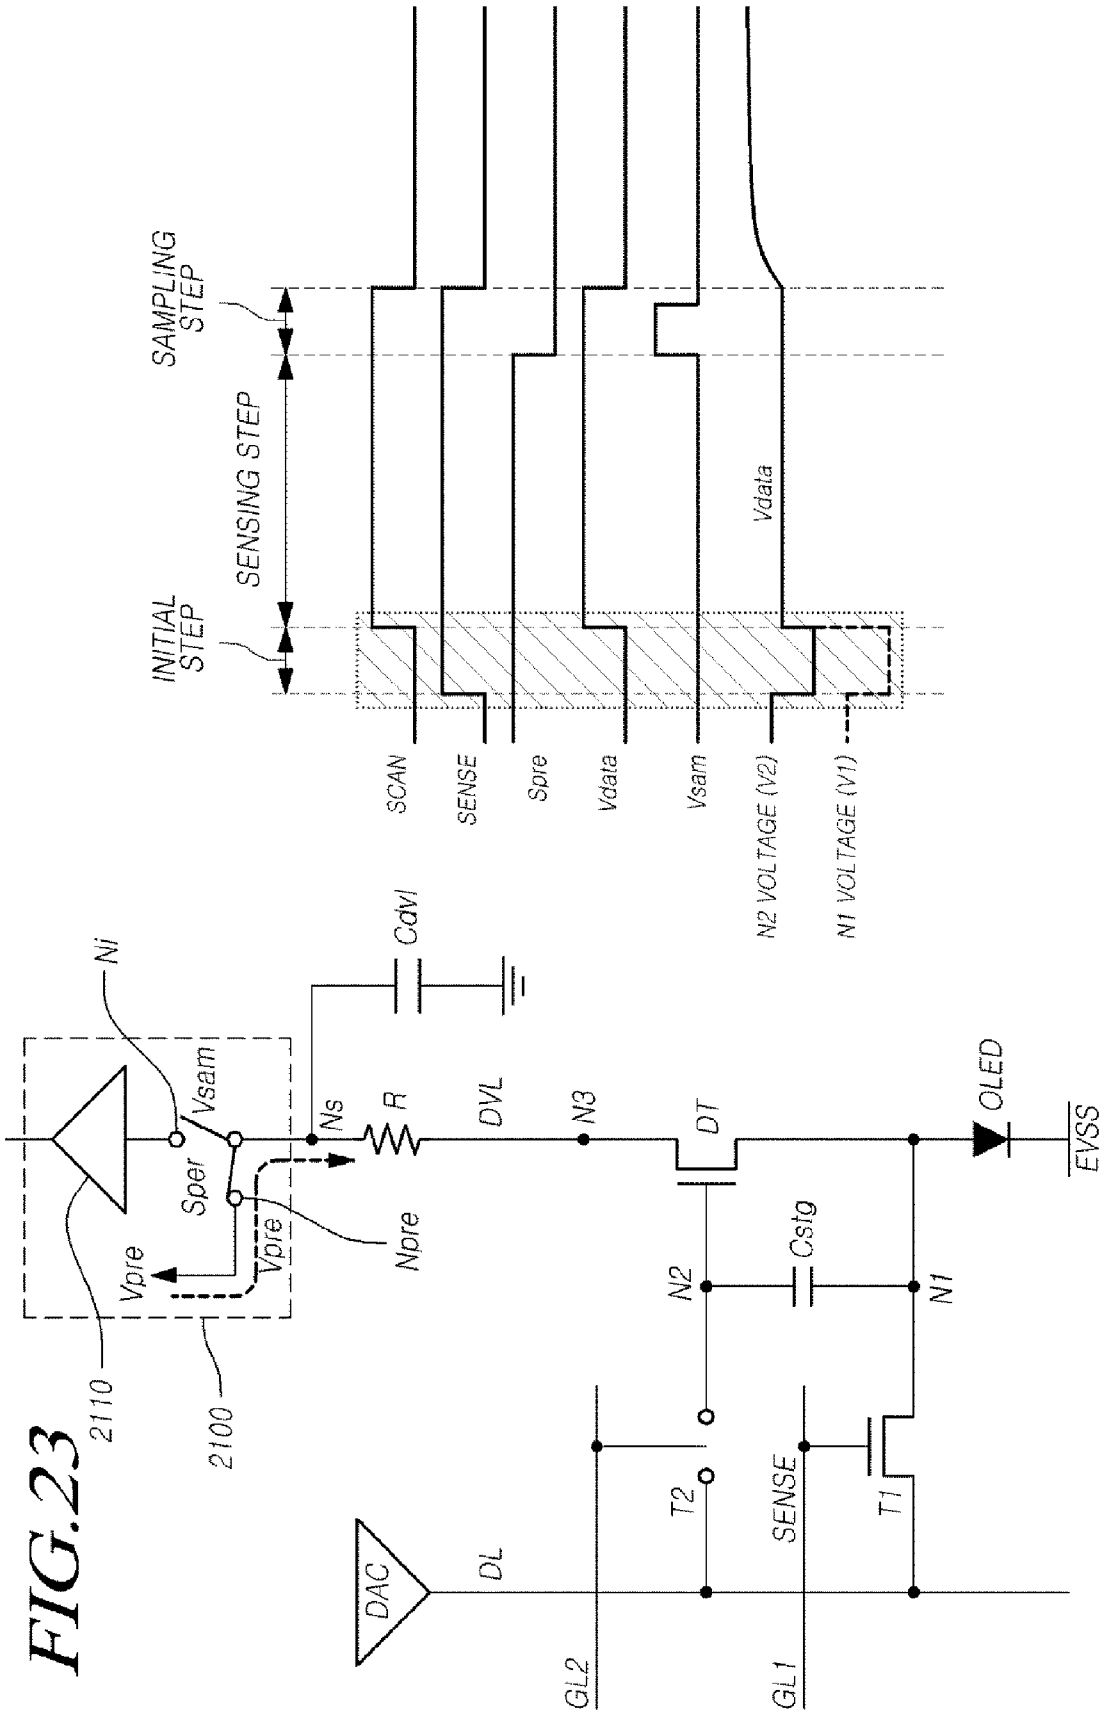 FIG.23
2110
2100
Vpre
Vpre
Sper
Vsam
Ni
Npre
Ns
R
Cdvl
DVL
N3
DAC
DL
GL2
T2
N2
DT
Cstg
GL1
SENSE
T1
N1
OLED
EVSS
INITIAL
STEP
SENSING STEP
SAMPLING
STEP
SCAN
SENSE
Spre
Vdata
Vsam
N2 VOLTAGE (V2)
Vdata
N1 VOLTAGE (V1)